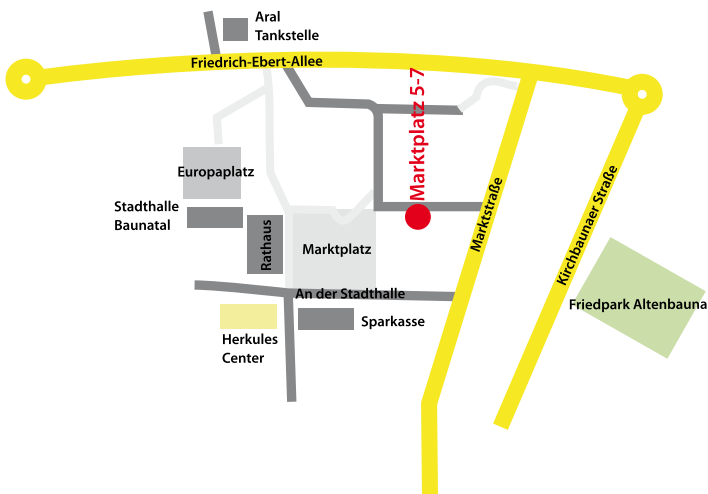 Aral
Tankstelle
Friedrich-Ebert-Allee
Marktplatz 5-7
Europaplatz
Stadthalle
Baunatal
Rathaus
Marktplatz
Marktstraße
Kirchbaunaer Straße
An der Stadthalle
Friedpark Altenbauna
Sparkasse
Herkules
Center